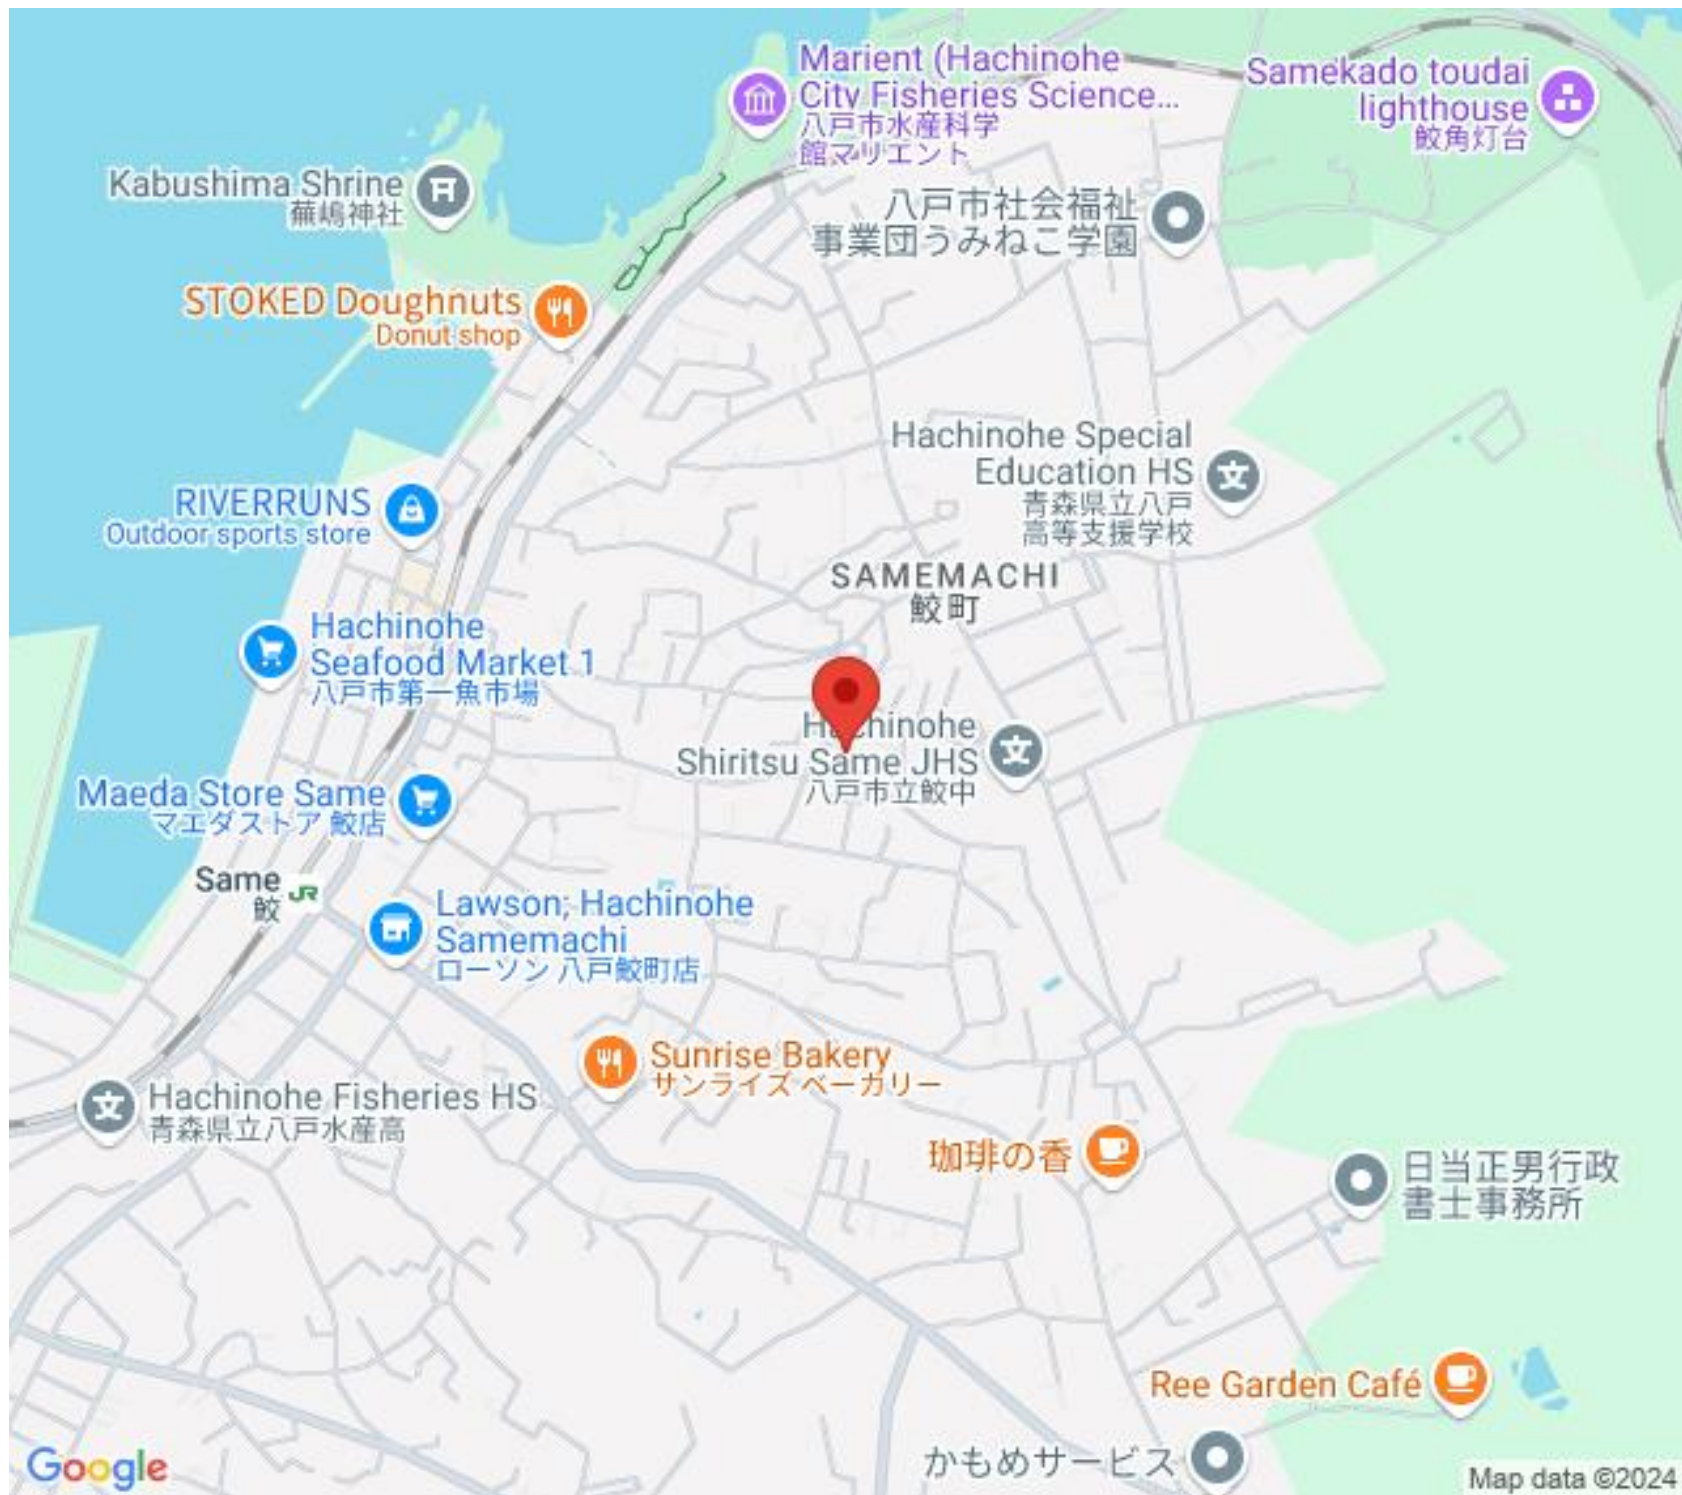 Marient (Hachinohe
City Fisheries Science...
八戸市水産科学
館マリエント
Samekado toudai
lighthouse
鮫角灯台
Kabushima Shrine
蕪嶋神社
八戸市社会福祉
事業団うみねこ学園
STOKED Doughnuts
Donut shop
Hachinohe Special
Education HS
青森県立八戸
高等支援学校
RIVERRUNS
Outdoor sports store
SAMEMACHI
鮫町
Hachinohe
Seafood Market 1
八戸市第一魚市場
Hachinohe
Shiritsu Same JHS
八戸市立鮫中
Maeda Store Same
マエダストア 鮫店
Same
鮫
JR
Lawson, Hachinohe
Samemachi
ローソン 八戸鮫町店
Sunrise Bakery
サンライズ ベーカリー
Hachinohe Fisheries HS
青森県立八戸水産高
珈琲の香
日当正男行政
書士事務所
Ree Garden Café
かもめサービス
Google
Map data ©2024